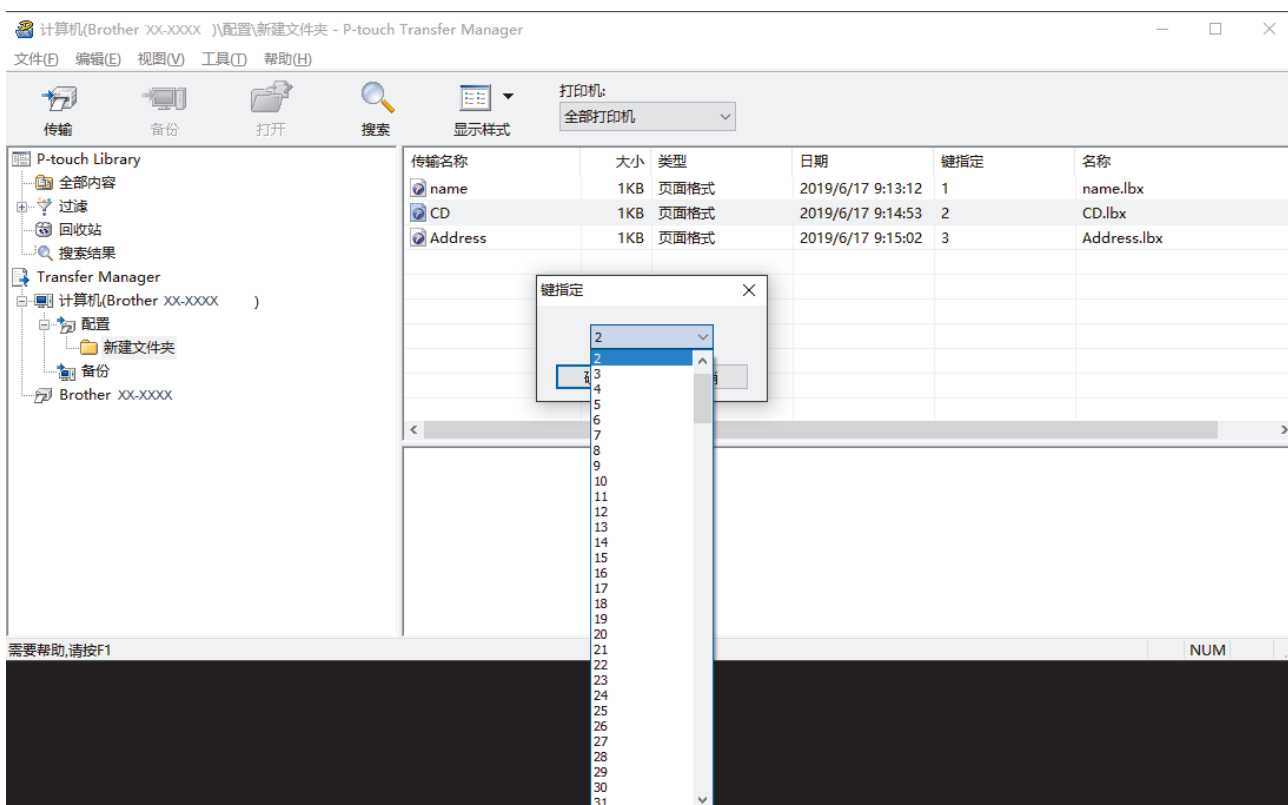 计算机(Brother XX-XXXX )\配置\新建文件夹 - P-touch Transfer Manager
文件(F) 编辑(E) 视图(V) 工具(T) 帮助(H)
传输 备份 打开 搜索 显示样式
打印机:
全部打印机
P-touch Library
全部内容
过滤
回收站
搜索结果
Transfer Manager
计算机(Brother XX-XXXX )
配置
新建文件夹
备份
Brother XX-XXXX
传输名称 大小 类型 日期 键指定 名称
name 1KB 页面格式 2019/6/17 9:13:12 1 name.lbx
CD 1KB 页面格式 2019/6/17 9:14:53 2 CD.lbx
Address 1KB 页面格式 2019/6/17 9:15:02 3 Address.lbx
键指定
2
2
3
4
5
6
7
8
9
10
11
12
13
14
15
16
17
18
19
20
21
22
23
24
25
26
27
28
29
30
31
需要帮助,请按F1 NUM